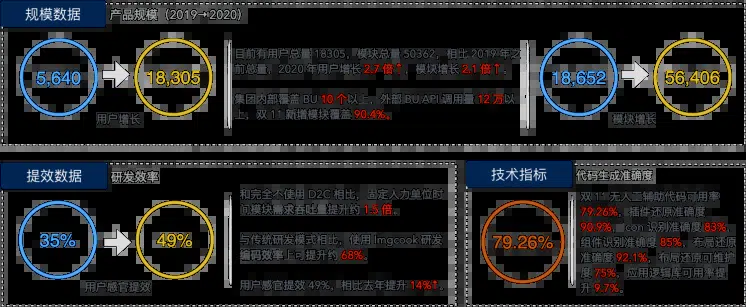 规模数据
产品规模（2019→2020）
5,640
18,305
用户增长
目前有用户总量 18305，模块总量 50362，相比 2019 年之
前总量，2020 年用户增长 2.7 倍↑，模块增长 2.1 倍↑。
集团内部覆盖 BU 10 个以上，外部 BU API 调用量 12 万以
上，双 11 新增模块覆盖 90.4%。
18,652
56,406
模块增长
提效数据
研发效率
35%
49%
用户感官提效
和完全不使用 D2C 相比，固定人力单位时
间模块需求吞吐量提升约 1.5 倍。
与传统研发模式相比，使用 Imgcook 研发
编码效率上可提升约 68%。
用户感官提效 49%，相比去年提升 14%↑。
技术指标
代码生成准确度
79.26%
双 11 无人工辅助代码可用率
79.26%，插件还原准确度
90.9%，icon 识别准确度 83%，
组件识别准确度 85%，布局还原
准确度 92.1%，布局还原可维护
度 75%，应用逻辑库可用率提
升 9.7%。